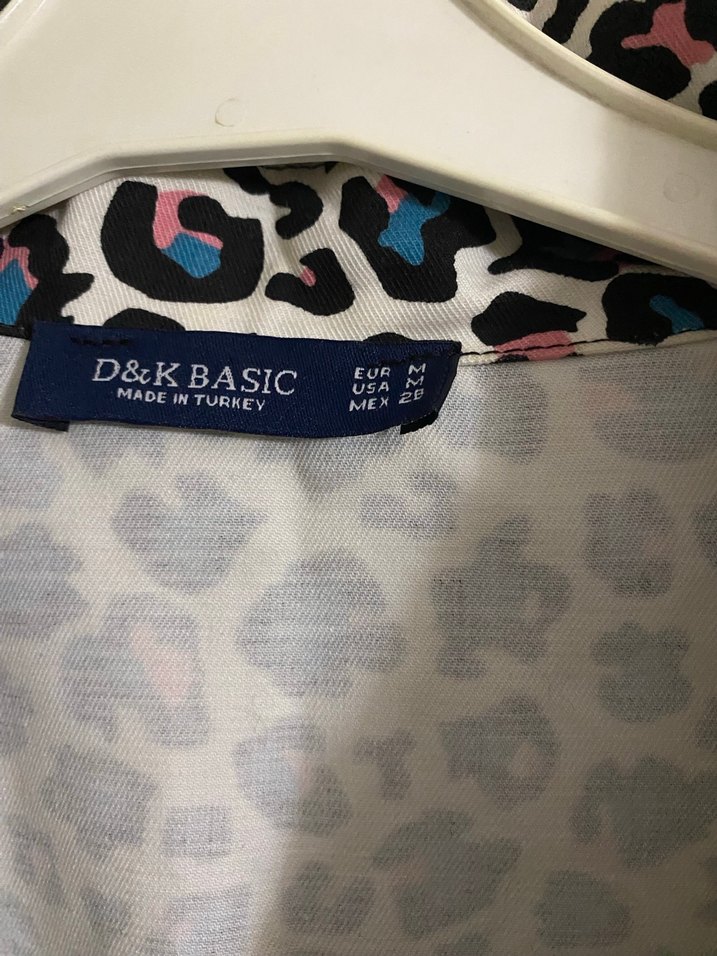 D&K BASIC
MADE IN TURKEY
EUR M
USA M
MEX 28